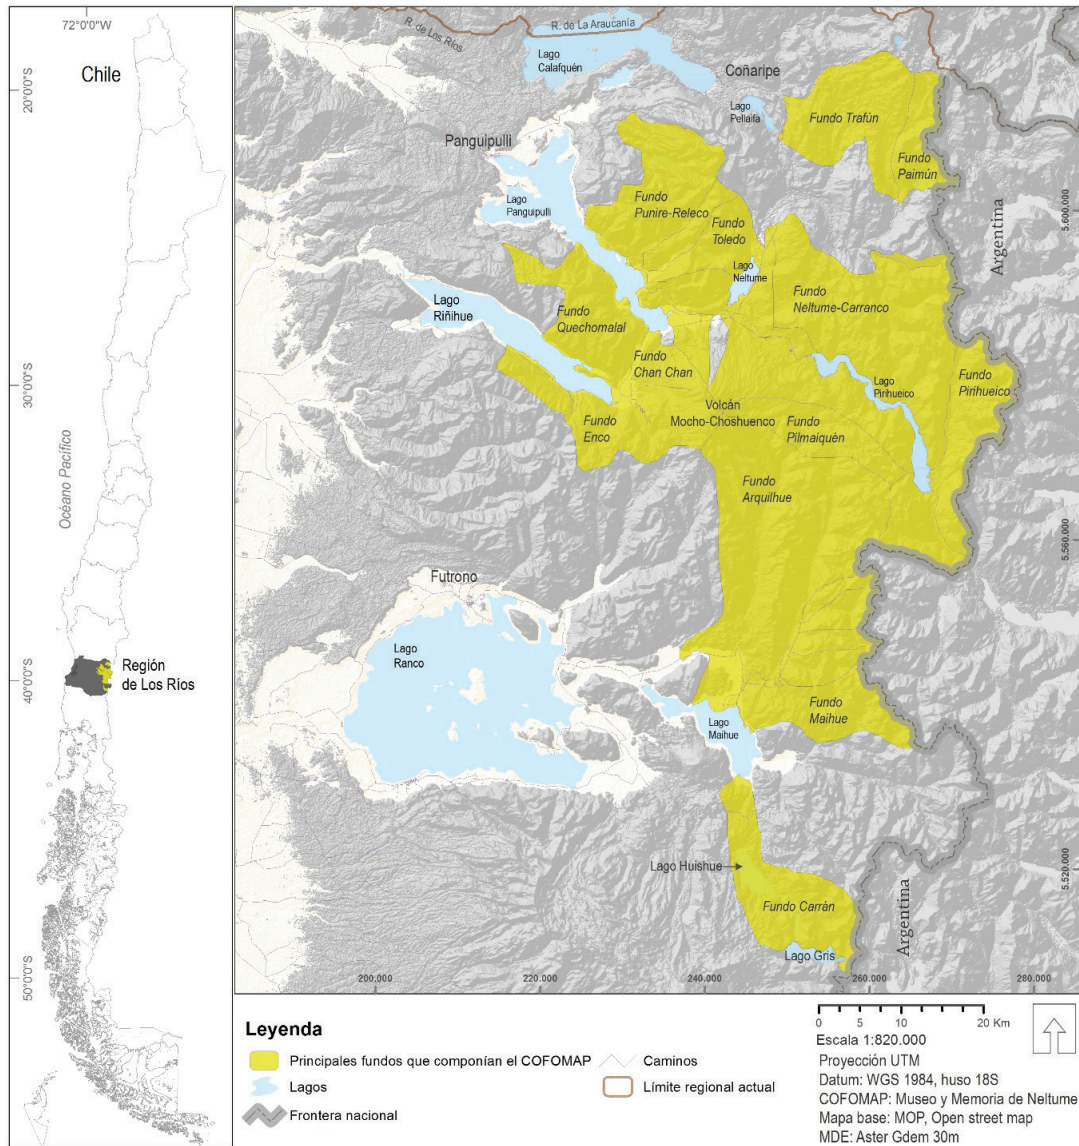 72°0'0"W
Chile
20°0'0"S
30°0'0"S
Océano Pacífico
Región
de Los Ríos
40°0'0"S
50°0'0"S
R. de Los Ríos
R. de La Araucanía
Lago
Calafquén
Coñaripe
Lago
Pellaifa
Fundo Trafún
Fundo
Paimún
Panguipulli
Lago
Panguipulli
Fundo
Punire-Releco
Fundo
Toledo
Argentina
5.600.000
Lago
Neltume
Lago
Riñihue
Fundo
Quechomalal
Fundo
Neltume-Carranco
Fundo
Chan Chan
Lago
Pirihueico
Fundo
Pirihueico
Volcán
Mocho-Choshuenco
Fundo
Enco
Fundo
Pilmaiquén
Fundo
Arquilhue
5.560.000
Futrono
Lago
Ranco
Fundo
Maihue
Lago
Maihue
Lago Huishue
5.520.000
Fundo Carràn
Argentina
Lago Gris
200.000
220.000
240.000
260.000
280.000
Leyenda
Principales fundos que componían el COFOMAP
Lagos
Frontera nacional
Caminos
Límite regional actual
0 5 10 20 Km
Escala 1:820.000
Proyección UTM
Datum: WGS 1984, huso 18S
COFOMAP: Museo y Memoria de Neltume
Mapa base: MOP, Open street map
MDE: Aster Gdem 30m